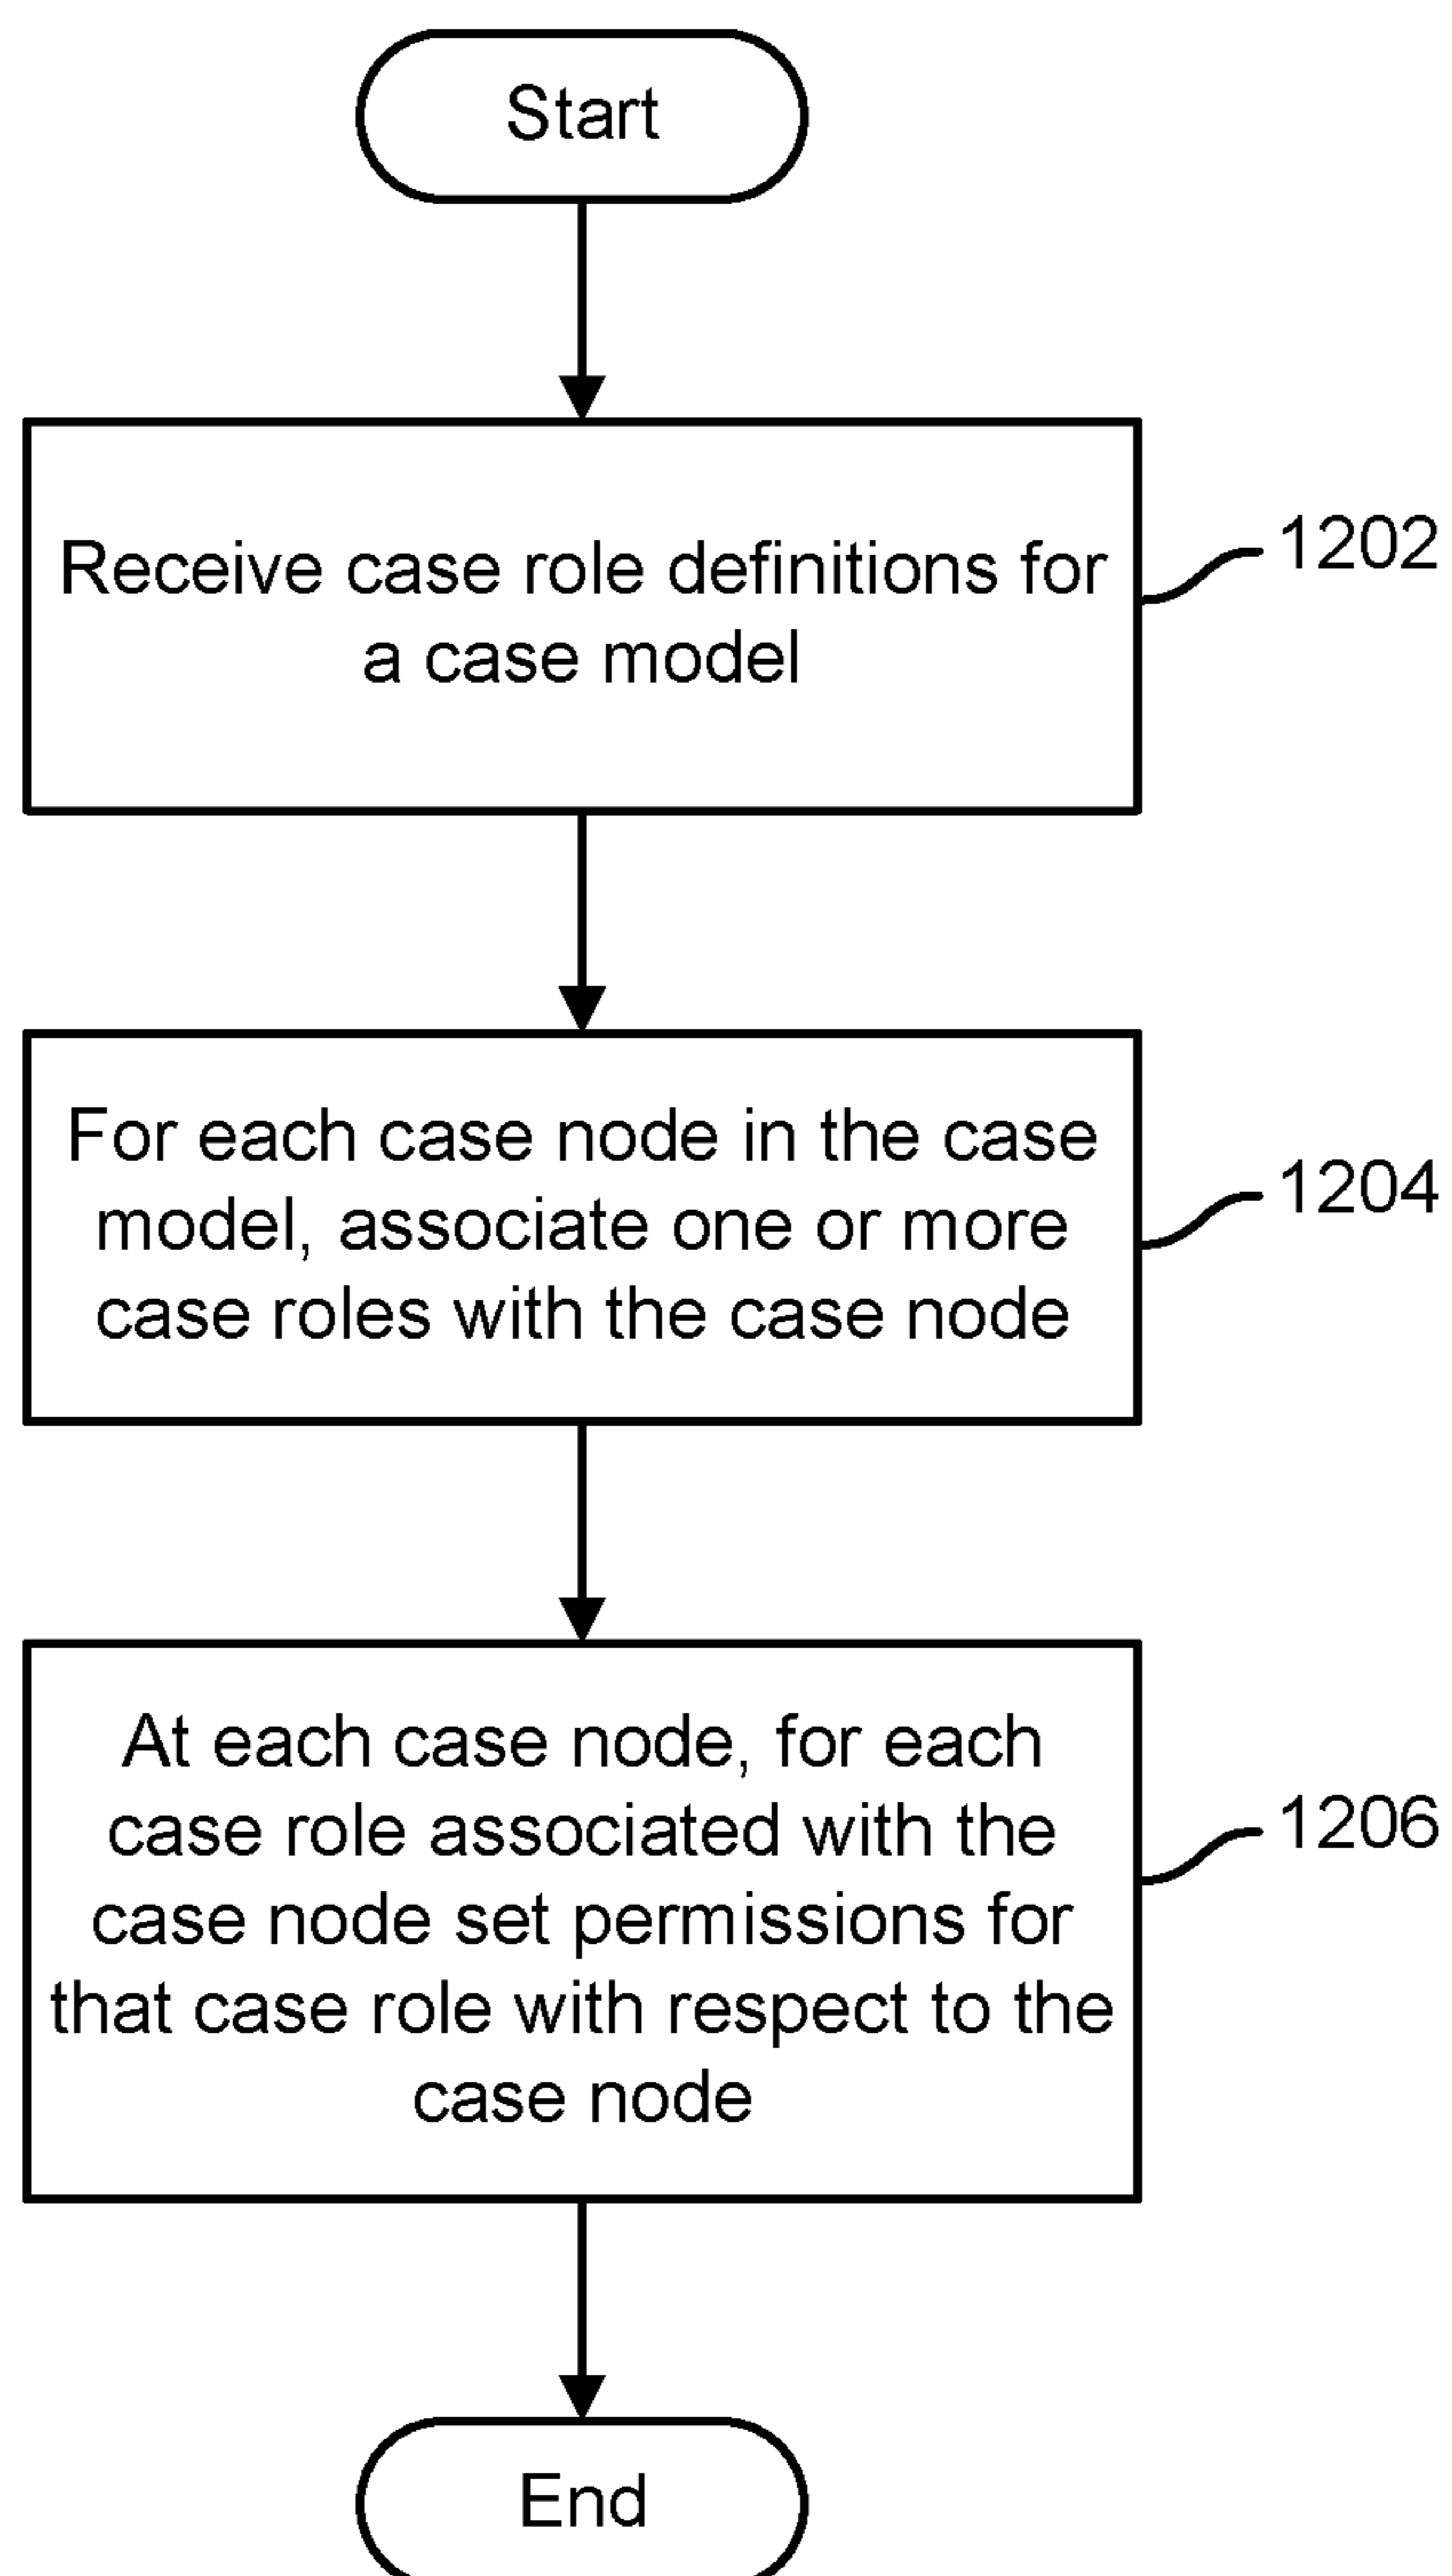 Start
Receive case role definitions for
a case model
1202
For each case node in the case
model, associate one or more
case roles with the case node
1204
At each case node, for each
case role associated with the
case node set permissions for
that case role with respect to the
case node
1206
End